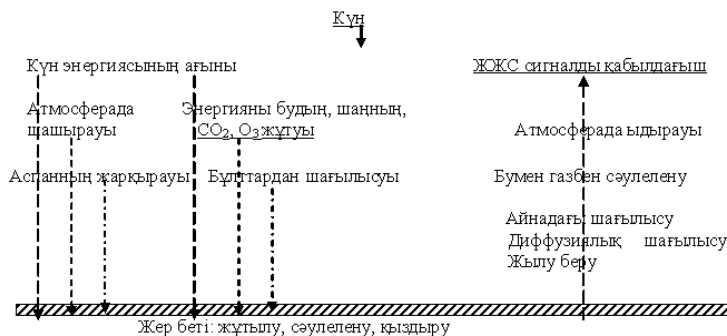 Күн
Күн энергиясының ағыны
ЖЖС сигналды қабылдағыш
Атмосферада шашырауы
Энергияны будың, шаңның, CO₂, O₃ жұтуы
Атмосферада ыдырауы
Аспанның жарқырауы
Бұлттардан шағылысуы
Бумен газбен сәулелену
Айнадағы шағылысу
Диффузиялық шағылысу
Жылу беру
Жер беті: жұтылу, сәулелену, қыздыру